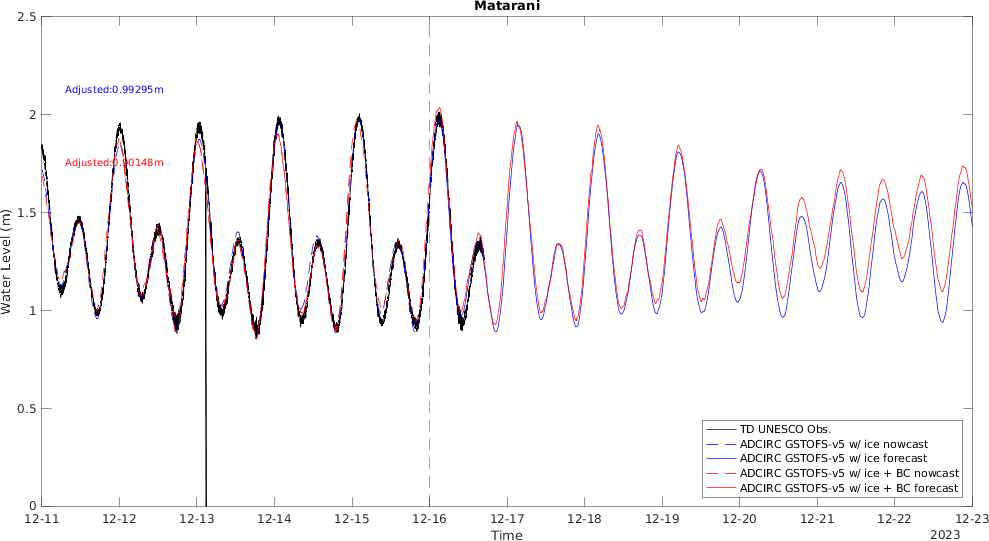 Matarani
2.5
2
1.5
1
0.5
0
Water Level (m)
Adjusted:0.99295m
Adjusted:0.90148m
TD UNESCO Obs.
ADCIRC GSTOFS-v5 w/ ice nowcast
ADCIRC GSTOFS-v5 w/ ice forecast
ADCIRC GSTOFS-v5 w/ ice + BC nowcast
ADCIRC GSTOFS-v5 w/ ice + BC forecast
12-11 12-12 12-13 12-14 12-15 12-16 12-17 12-18 12-19 12-20 12-21 12-22 12-23
Time
2023